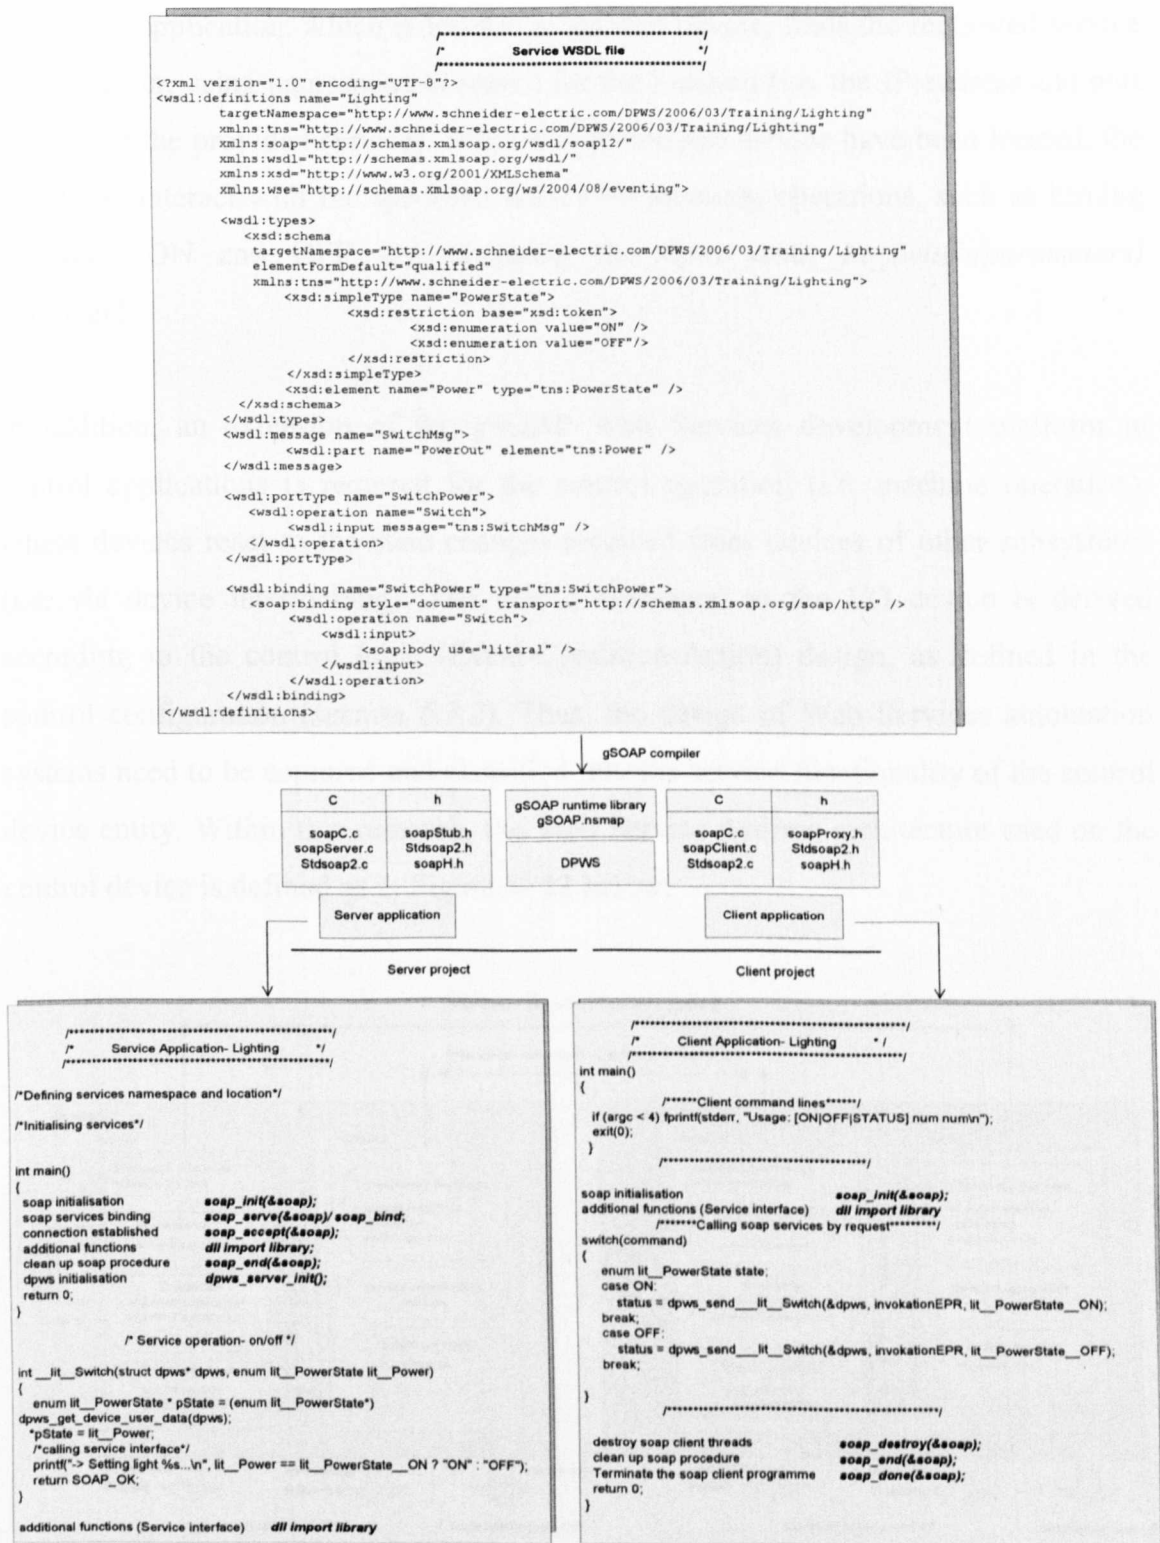 /*******************************************************/
/* Service WSDL file */
/*******************************************************/
<?xml version="1.0" encoding="UTF-8"?>
<wsdl:definitions name="Lighting"
targetNamespace="http://www.schneider-electric.com/DPWS/2006/03/Training/Lighting"
xmlns:tns="http://www.schneider-electric.com/DPWS/2006/03/Training/Lighting"
xmlns:soap="http://schemas.xmlsoap.org/wsdl/soap12/"
xmlns:wsdl="http://schemas.xmlsoap.org/wsdl/"
xmlns:xsd="http://www.w3.org/2001/XMLSchema"
xmlns:wse="http://schemas.xmlsoap.org/ws/2004/08/eventing">
<wsdl:types>
<xsd:schema
targetNamespace="http://www.schneider-electric.com/DPWS/2006/03/Training/Lighting"
elementFormDefault="qualified"
xmlns:tns="http://www.schneider-electric.com/DPWS/2006/03/Training/Lighting">
<xsd:simpleType name="PowerState">
<xsd:restriction base="xsd:token">
<xsd:enumeration value="ON" />
<xsd:enumeration value="OFF"/>
</xsd:restriction>
</xsd:simpleType>
<xsd:element name="Power" type="tns:PowerState" />
</xsd:schema>
</wsdl:types>
<wsdl:message name="SwitchMsg">
<wsdl:part name="PowerOut" element="tns:Power" />
</wsdl:message>
<wsdl:portType name="SwitchPower">
<wsdl:operation name="Switch">
<wsdl:input message="tns:SwitchMsg" />
</wsdl:operation>
</wsdl:portType>
<wsdl:binding name="SwitchPower" type="tns:SwitchPower">
<soap:binding style="document" transport="http://schemas.xmlsoap.org/soap/http" />
<wsdl:operation name="Switch">
<wsdl:input>
<soap:body use="literal" />
</wsdl:input>
</wsdl:operation>
</wsdl:binding>
</wsdl:definitions>
gSOAP compiler
C h
soapC.c soapStub.h
soapServer.c Stdsoap2.h
Stdsoap2.c soapH.h
gSOAP runtime library
gSOAP.nsmap
DPWS
C h
soapC.c soapProxy.h
soapClient.c Stdsoap2.h
Stdsoap2.c soapH.h
Server application
Client application
Server project
Client project
/*******************************************************/
/* Service Application- Lighting */
/*******************************************************/
/*Defining services namespace and location*/
/*Initialising services*/
int main()
{
soap initialisation soap_init(&soap);
soap services binding soap_serve(&soap)/ soap_bind;
connection established soap_accept(&soap);
additional functions dll import library;
clean up soap procedure soap_end(&soap);
dpws initialisation dpws_server_init();
return 0;
}
/* Service operation- on/off */
int __lit__Switch(struct dpws* dpws, enum lit__PowerState lit__Power)
{
enum lit__PowerState * pState = (enum lit__PowerState*)
dpws_get_device_user_data(dpws);
*pState = lit__Power;
/*calling service interface*/
printf("-> Setting light %s...\n", lit__Power == lit__PowerState__ON ? "ON" : "OFF");
return SOAP_OK;
}
additional functions (Service interface) dll import library
/*******************************************************/
/* Client Application- Lighting * /
/*******************************************************/
int main()
{
/******Client command lines******/
if (argc < 4) fprintf(stderr, "Usage: [ON|OFF|STATUS] num num\n");
exit(0);
}
/*******************************************/
soap initialisation soap_init(&soap);
additional functions (Service interface) dll import library
/*******Calling soap services by request*********/
switch(command)
{
enum lit__PowerState state;
case ON:
status = dpws_send___lit__Switch(&dpws, invokationEPR, lit__PowerState__ON);
break;
case OFF:
status = dpws_send___lit__Switch(&dpws, invokationEPR, lit__PowerState__OFF);
break;
}
/*******************************************************/
destroy soap client threads soap_destroy(&soap);
clean up soap procedure soap_end(&soap);
Terminate the soap client programme soap_done(&soap);
return 0;
}